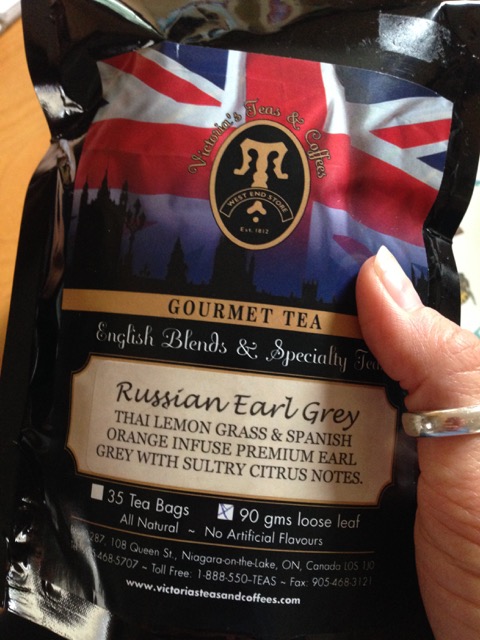 Victoria's Teas & Coffees
WEST END STORE
Est. 1812
GOURMET TEA
English Blends & Specialty
Russian Earl Grey
THAI LEMON GRASS & SPANISH
ORANGE INFUSE PREMIUM EARL
GREY WITH SULTRY CITRUS NOTES.
35 Tea Bags 90 gms loose leaf
All Natural ~ No Artificial Flavours
287, 108 Queen St., Niagara-on-the-Lake, ON, Canada L0S 1J0
468-5707 ~ Toll Free: 1-888-550-TEAS ~ Fax: 905-468-3121
www.victoriasteasandcoffees.com